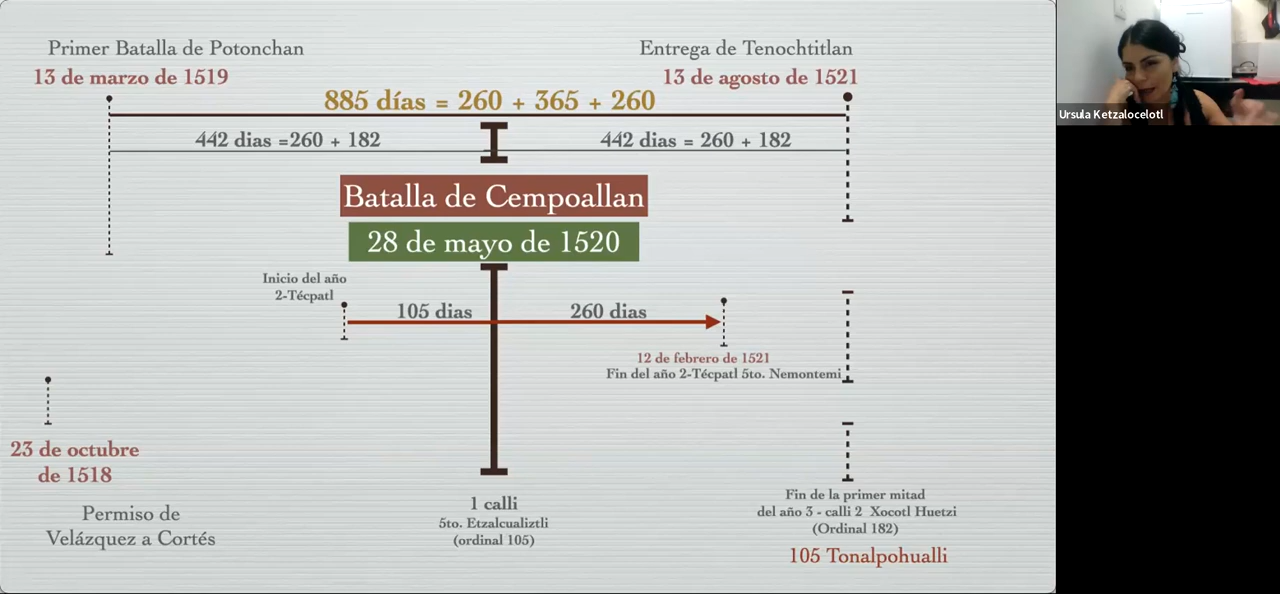 Primer Batalla de Potonchan
13 de marzo de 1519
Entrega de Tenochtitlan
13 de agosto de 1521
885 días = 260 + 365 + 260
442 dias =260 + 182
442 dias = 260 + 182
Batalla de Cempoallan
28 de mayo de 1520
Inicio del año
2-Técpatl
105 dias
260 dias
12 de febrero de 1521
Fin del año 2-Técpatl 5to. Nemontemi
23 de octubre
de 1518
Permiso de
Velázquez a Cortés
1 calli
5to. Etzalcualiztli
(ordinal 105)
Fin de la primer mitad
del año 3 - calli 2 Xocotl Huetzi
(Ordinal 182)
105 Tonalpohualli
Ursula Ketzalocelotl